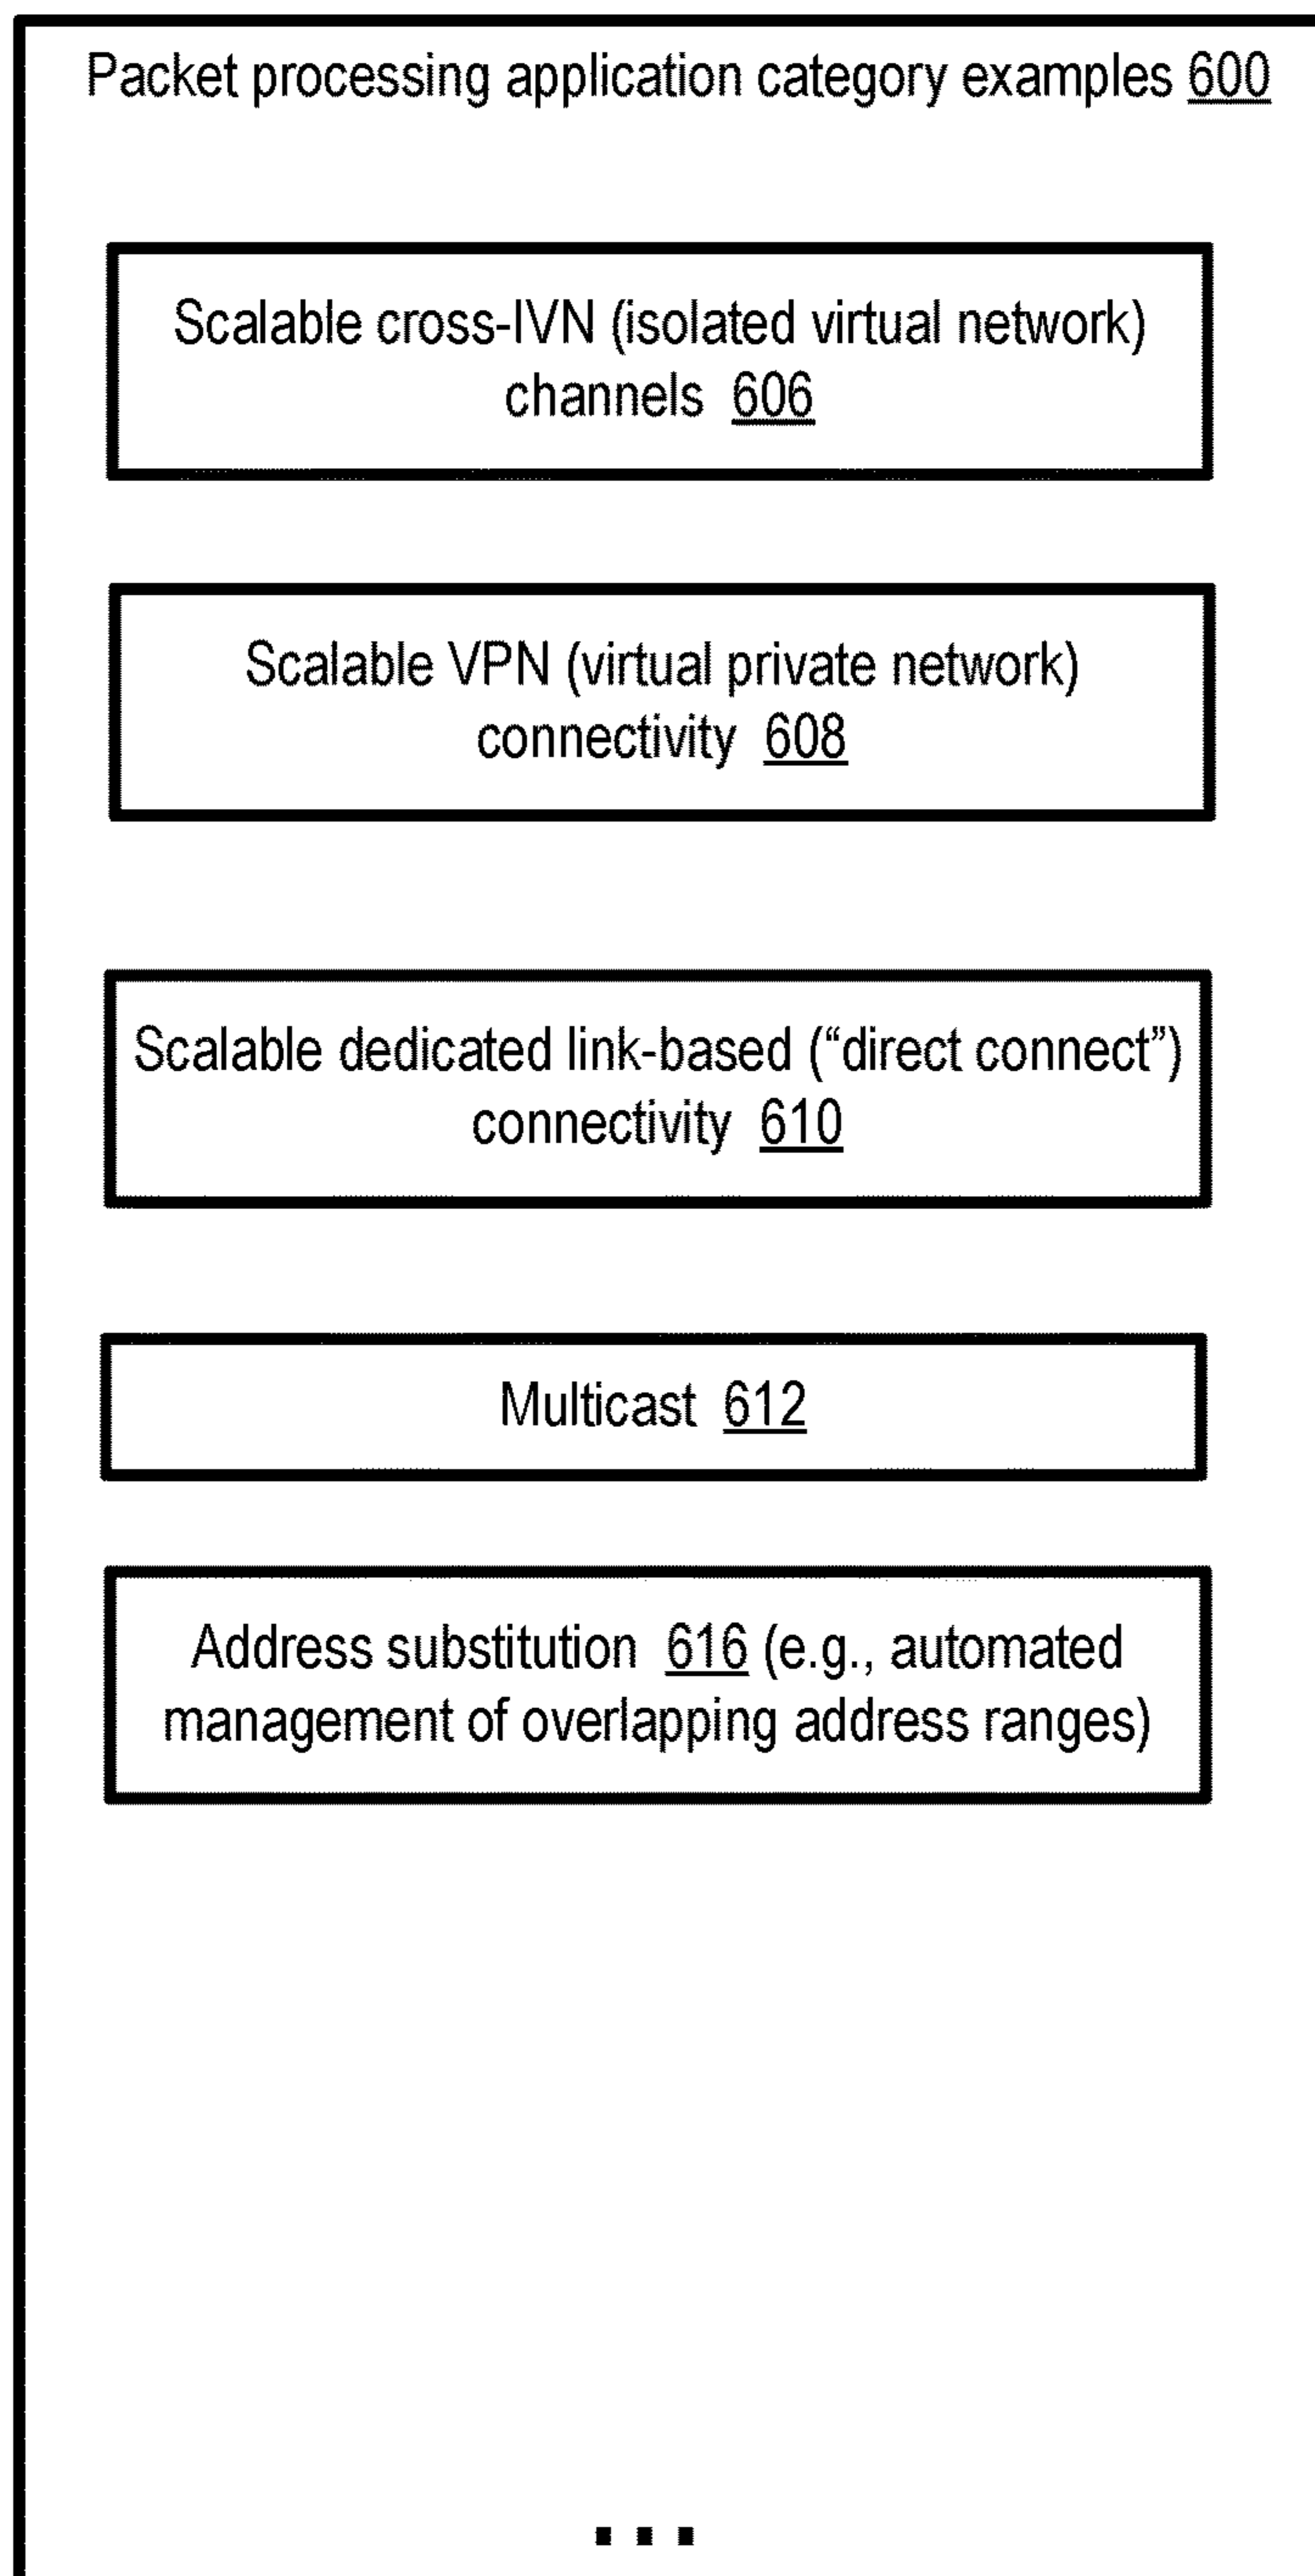 Packet processing application category examples 600
Scalable cross-IVN (isolated virtual network)
channels 606
Scalable VPN (virtual private network)
connectivity 608
Scalable dedicated link-based (“direct connect”)
connectivity 610
Multicast 612
Address substitution 616 (e.g., automated
management of overlapping address ranges)
...